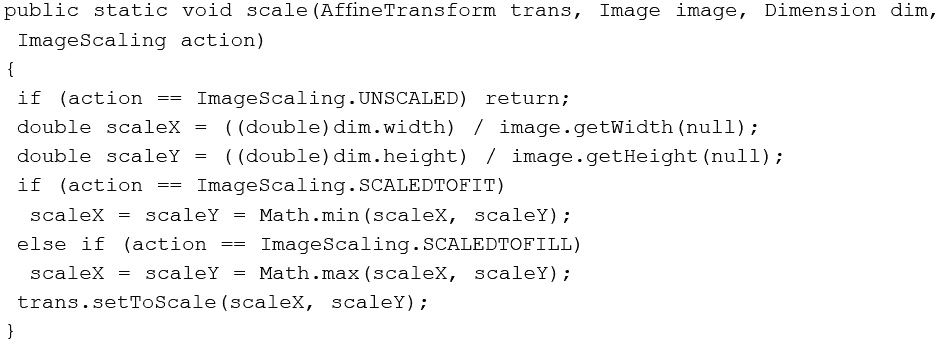 public static void scale(AffineTransform trans, Image image, Dimension dim,
ImageScaling action)
{
if (action == ImageScaling.UNSCALED) return;
double scaleX = ((double)dim.width) / image.getWidth(null);
double scaleY = ((double)dim.height) / image.getHeight(null);
if (action == ImageScaling.SCALEDTOFIT)
scaleX = scaleY = Math.min(scaleX, scaleY);
else if (action == ImageScaling.SCALEDTOFILL)
scaleX = scaleY = Math.max(scaleX, scaleY);
trans.setToScale(scaleX, scaleY);
}